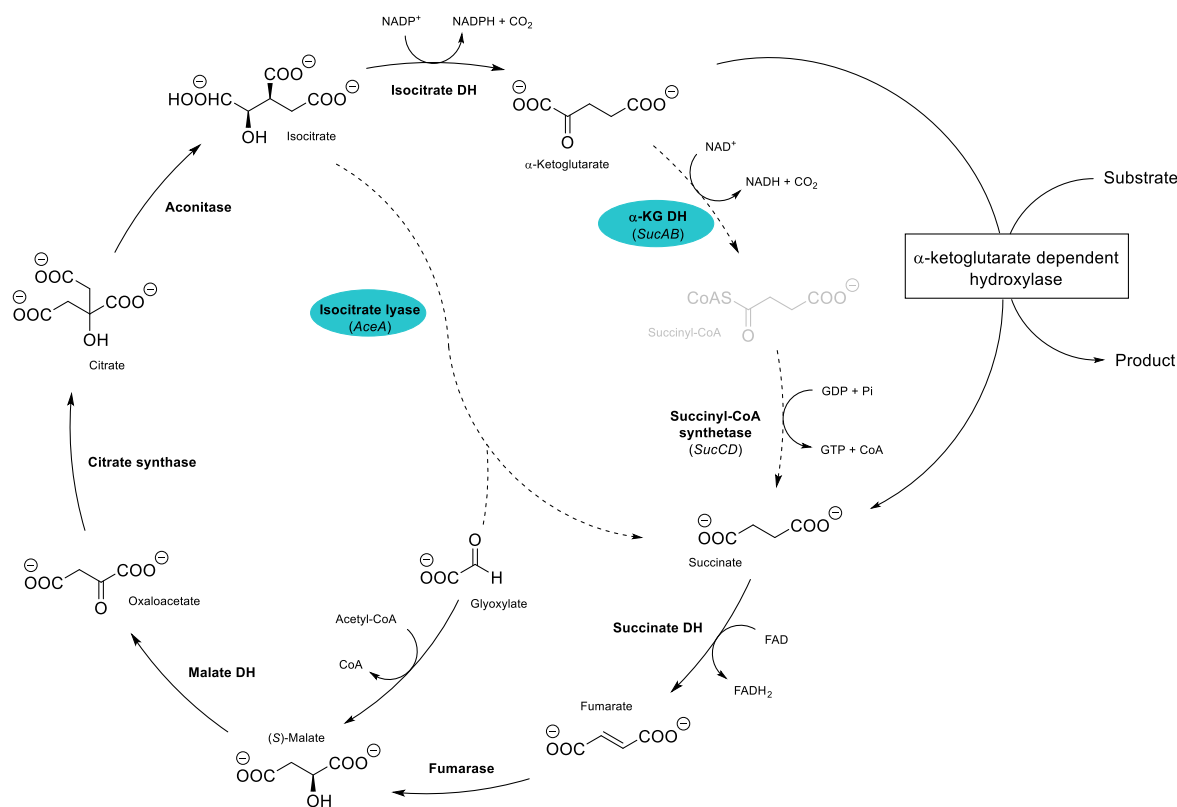 NADP⁺
NADPH + CO₂
Isocitrate DH
⊖
COO
⊖
HOOHC
COO
⊖
OH
Isocitrate
⊖
OOC
COO
⊖
O
α-Ketoglutarate
NAD⁺
NADH + CO₂
α-KG DH
(SucAB)
Substrate
α-ketoglutarate dependent
hydroxylase
Product
Aconitase
⊖
OOC
⊖
OOC
COO
⊖
OH
Citrate
Isocitrate lyase
(AceA)
CoAS
COO
⊖
O
Succinyl-CoA
GDP + Pi
Succinyl-CoA
synthetase
(SucCD)
GTP + CoA
Citrate synthase
⊖
OOC
COO
⊖
Succinate
⊖
OOC
COO
⊖
O
Oxaloacetate
O
⊖
OOC
H
Glyoxylate
Acetyl-CoA
CoA
Succinate DH
FAD
FADH₂
Malate DH
Fumarate
⊖
OOC
COO
⊖
Fumarase
(S)-Malate
⊖
OOC
COO
⊖
OH